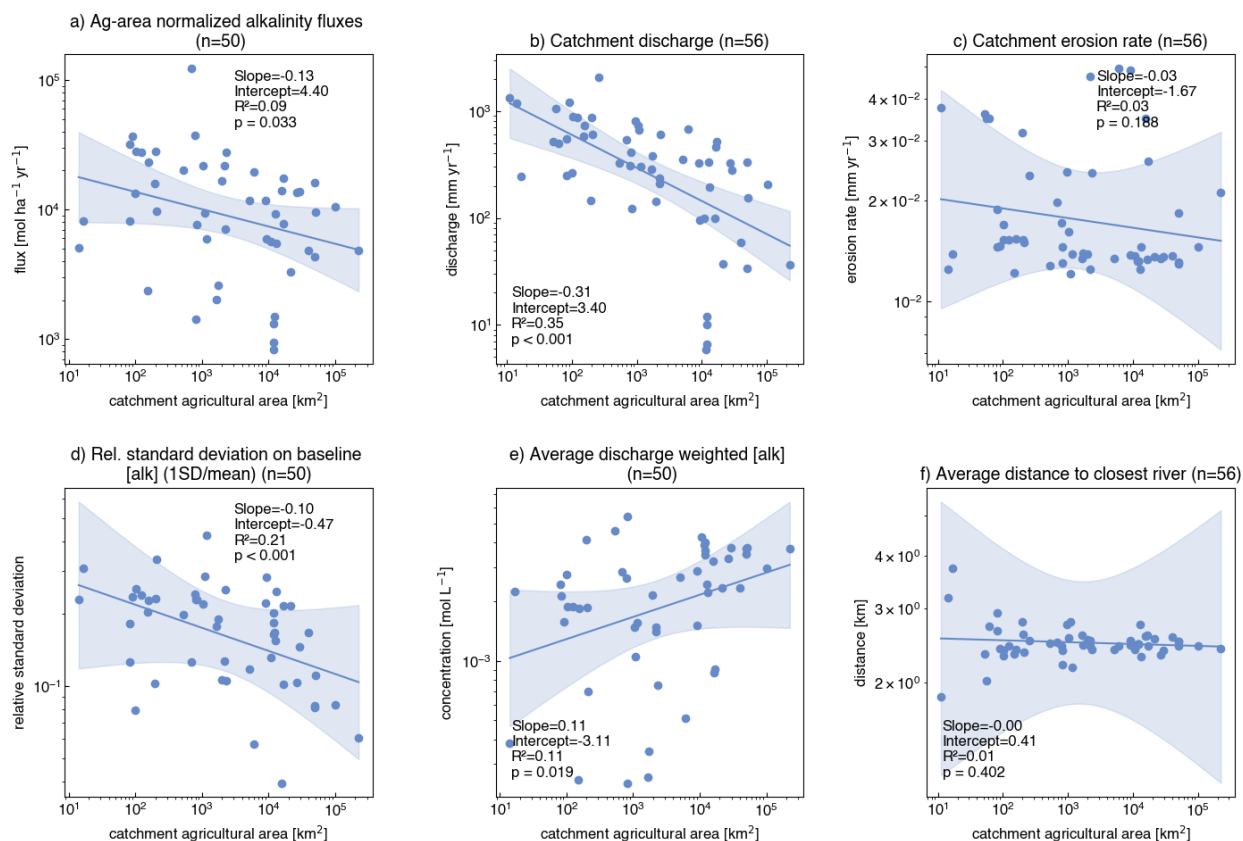 a) Ag-area normalized alkalinity fluxes
(n=50)
10⁵
10⁴
10³
flux [mol ha⁻¹ yr⁻¹]
Slope=-0.13
Intercept=4.40
R²=0.09
p = 0.033
10¹ 10² 10³ 10⁴ 10⁵
catchment agricultural area [km²]
b) Catchment discharge (n=56)
10³
10²
10¹
discharge [mm yr⁻¹]
Slope=-0.31
Intercept=3.40
R²=0.35
p < 0.001
10¹ 10² 10³ 10⁴ 10⁵
catchment agricultural area [km²]
c) Catchment erosion rate (n=56)
4 × 10⁻²
3 × 10⁻²
2 × 10⁻²
10⁻²
erosion rate [mm yr⁻¹]
Slope=-0.03
Intercept=-1.67
R²=0.03
p = 0.188
10¹ 10² 10³ 10⁴ 10⁵
catchment agricultural area [km²]
d) Rel. standard deviation on baseline
[alk] (1SD/mean) (n=50)
10⁻¹
relative standard deviation
Slope=-0.10
Intercept=-0.47
R²=0.21
p < 0.001
10¹ 10² 10³ 10⁴ 10⁵
catchment agricultural area [km²]
e) Average discharge weighted [alk]
(n=50)
10⁻³
concentration [mol L⁻¹]
Slope=0.11
Intercept=-3.11
R²=0.11
p = 0.019
10¹ 10² 10³ 10⁴ 10⁵
catchment agricultural area [km²]
f) Average distance to closest river (n=56)
4 × 10⁰
3 × 10⁰
2 × 10⁰
distance [km]
Slope=-0.00
Intercept=0.41
R²=0.01
p = 0.402
10¹ 10² 10³ 10⁴ 10⁵
catchment agricultural area [km²]